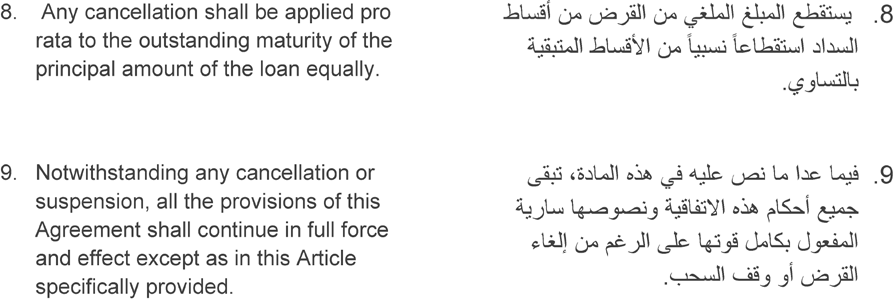 8. Any cancellation shall be applied pro
rata to the outstanding maturity of the
principal amount of the loan equally.
9. Notwithstanding any cancellation or
suspension, all the provisions of this
Agreement shall continue in full force
and effect except as in this Article
specifically provided.
8. يستقطع المبلغ الملغي من القرض من أقساط
السداد استقطاعاً نسبياً من الأقساط المتبقية
بالتساوي.
9. فيما عدا ما نص عليه في هذه المادة، تبقى
جميع أحكام هذه الاتفاقية ونصوصها سارية
المفعول بكامل قوتها على الرغم من إلغاء
القرض أو وقف السحب.